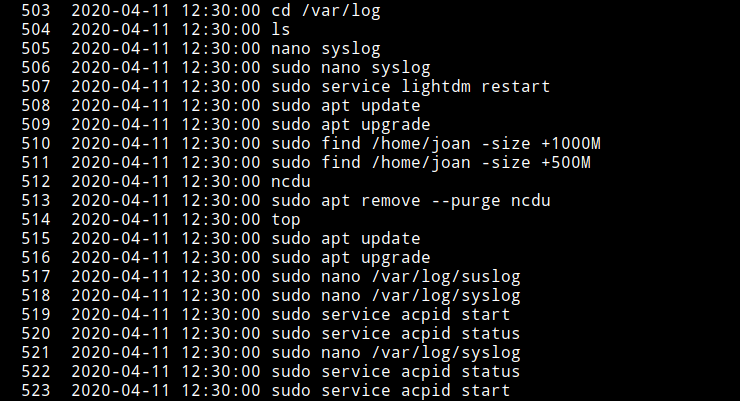 503 2020-04-11 12:30:00 cd /var/log
504 2020-04-11 12:30:00 ls
505 2020-04-11 12:30:00 nano syslog
506 2020-04-11 12:30:00 sudo nano syslog
507 2020-04-11 12:30:00 sudo service lightdm restart
508 2020-04-11 12:30:00 sudo apt update
509 2020-04-11 12:30:00 sudo apt upgrade
510 2020-04-11 12:30:00 sudo find /home/joan -size +1000M
511 2020-04-11 12:30:00 sudo find /home/joan -size +500M
512 2020-04-11 12:30:00 ncdu
513 2020-04-11 12:30:00 sudo apt remove --purge ncdu
514 2020-04-11 12:30:00 top
515 2020-04-11 12:30:00 sudo apt update
516 2020-04-11 12:30:00 sudo apt upgrade
517 2020-04-11 12:30:00 sudo nano /var/log/suslog
518 2020-04-11 12:30:00 sudo nano /var/log/syslog
519 2020-04-11 12:30:00 sudo service acpid start
520 2020-04-11 12:30:00 sudo service acpid status
521 2020-04-11 12:30:00 sudo nano /var/log/syslog
522 2020-04-11 12:30:00 sudo service acpid status
523 2020-04-11 12:30:00 sudo service acpid start